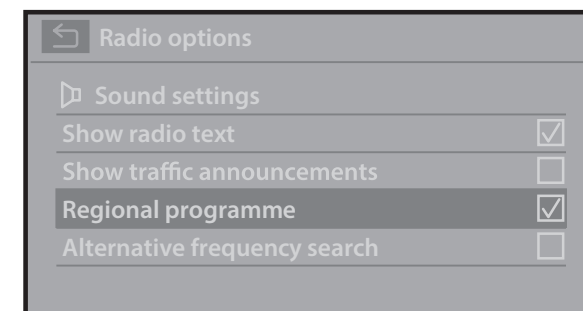 Radio options
Sound settings
Show radio text
Show traffic announcements
Regional programme
Alternative frequency search